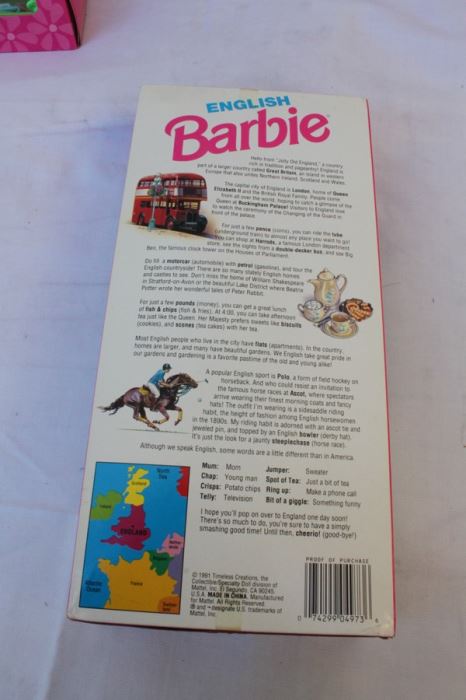 ENGLISH
Barbie
Hello from "Jolly Old England," a country
rich in tradition and pageantry! England is
part of a larger country called Great Britain, an island in western
Europe that also unites Northern Ireland, Scotland and Wales.
The capital city of England is London, home of Queen
Elizabeth II and the British Royal Family. People come
from all over the world, hoping to catch a glimpse of the
Queen at Buckingham Palace! Visitors to England love
to watch the ceremony of the Changing of the Guard in
front of the palace.
For just a few pence (coins), you can ride the tube
(underground train) to almost any place you want to go!
You can shop at Harrods, a famous London department
store, see the sights from a double-decker bus, and see Big
Ben, the famous clock tower on the Houses of Parliament.
Do fill a motorcar (automobile) with petrol (gasoline), and tour the
English countryside! There are so many stately English homes
and castles to see. Don't miss the home of William Shakespeare
in Stratford-on-Avon or the beautiful Lake District where Beatrix
Potter wrote her wonderful tales of Peter Rabbit.
For just a few pounds (money), you can get a great lunch
of fish & chips (fish & fries). At 4:00, you can take afternoon
tea just like the Queen. Her Majesty prefers sweets like biscuits
(cookies), and scones (tea cakes) with her tea.
Most English people who live in the city have flats (apartments). In the country,
homes are larger, and many have beautiful gardens. We English take great pride in
our gardens and gardening is a favorite pastime of the old and young alike!
A popular English sport is Polo, a form of field hockey on
horseback. And who could resist an invitation to
the famous horse races at Ascot, where spectators
arrive wearing their finest morning coats and fancy
hats! The outfit I'm wearing is a sidesaddle riding
habit, the height of fashion among English horsewomen
in the 1890s. My riding habit is adorned with an ascot tie and
jeweled pin, and topped by an English bowler (derby hat).
It's just the look for a jaunty steeplechase (horse race).
Although we speak English, some words are a little different than in America.
Mum: Mom Jumper: Sweater
Chap: Young man Spot of Tea: Just a bit of tea
Crisps: Potato chips Ring up: Make a phone call
Telly: Television Bit of a giggle: Something funny
I hope you'll pop on over to England one day soon!
There's so much to do, you're sure to have a simply
smashing good time! Until then, cheerio! (good-bye!)
North
Sea
Scotland
Ireland
ENGLAND
France
Atlantic
Ocean
© 1991 Timeless Creations, the
Collectible/Specialty Doll division of
Mattel, Inc. El Segundo, CA 90245
U.S.A. MADE IN CHINA. Manufactured
for Mattel. All Rights Reserved.
® and ™ designate U.S. trademarks of
Mattel, Inc.
PROOF OF PURCHASE
0 74299 04973 6